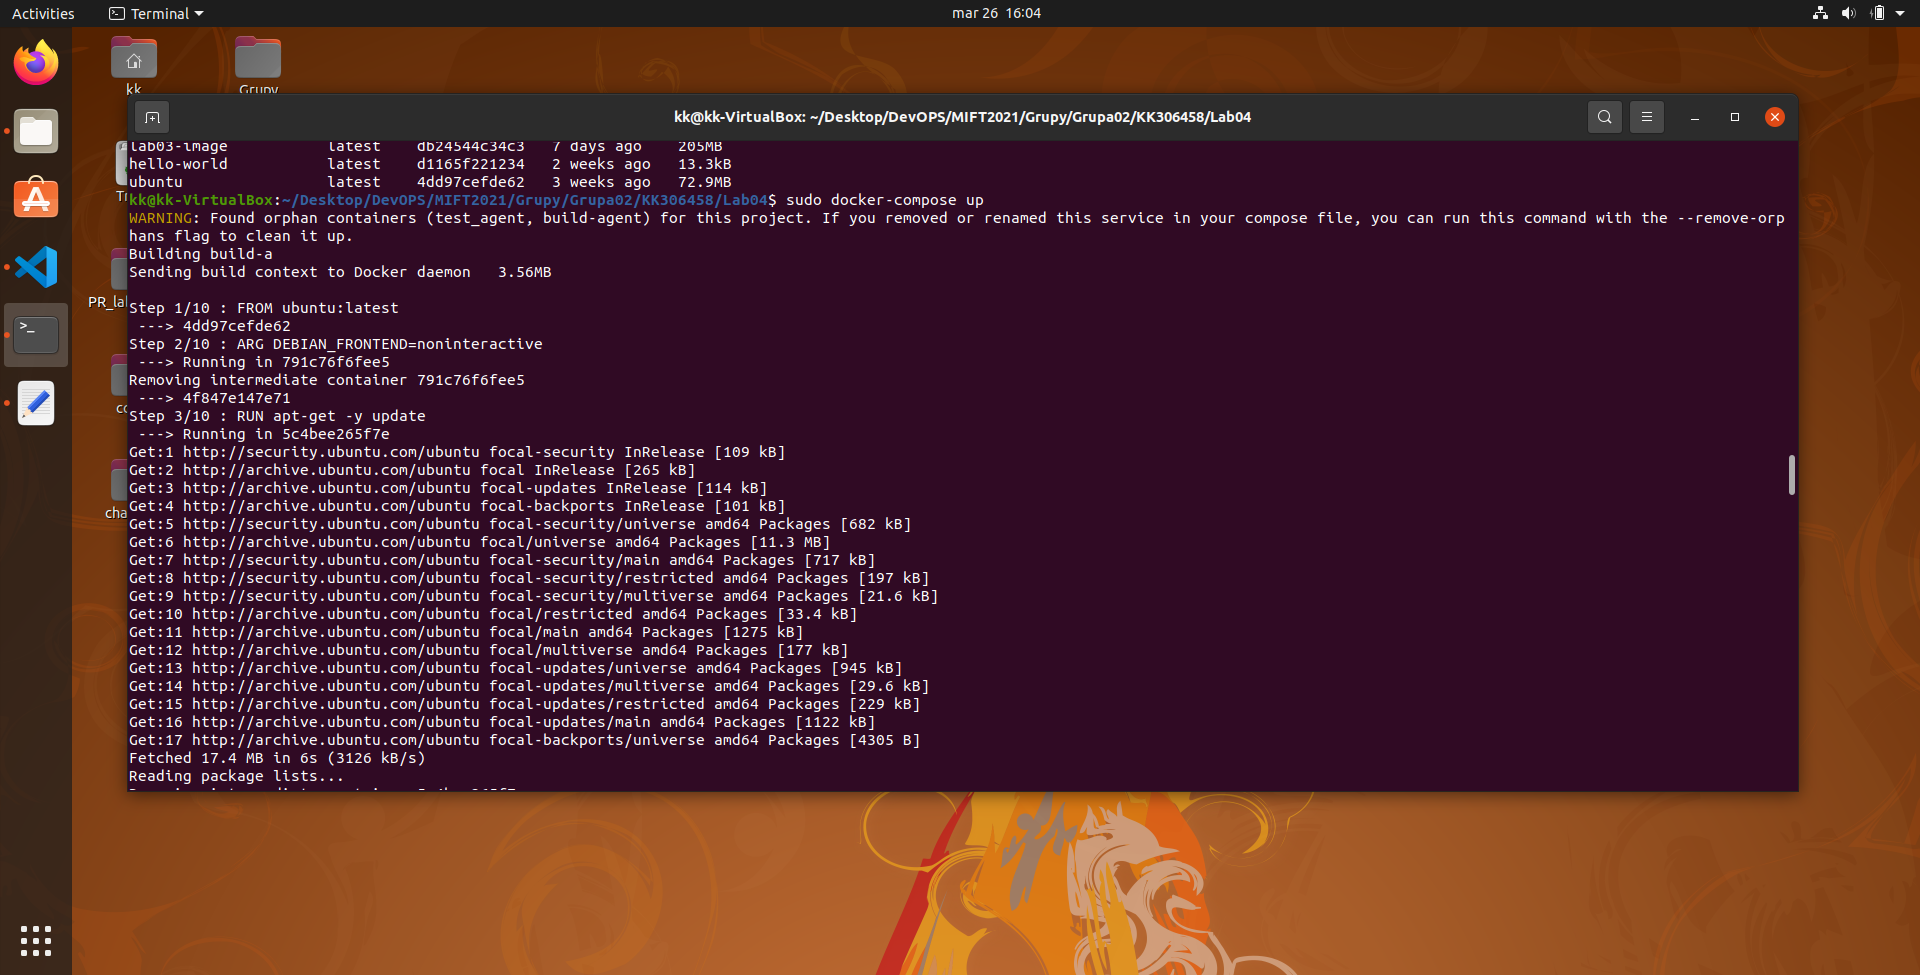 Activities
Terminal
mar 26 16:04
kk
Grupy
kk@kk-VirtualBox: ~/Desktop/DevOPS/MIFT2021/Grupy/Grupa02/KK306458/Lab04
lab03-image latest db24544c34c3 7 days ago 205MB
hello-world latest d1165f221234 2 weeks ago 13.3kB
ubuntu latest 4dd97cefde62 3 weeks ago 72.9MB
kk@kk-VirtualBox:~/Desktop/DevOPS/MIFT2021/Grupy/Grupa02/KK306458/Lab04$ sudo docker-compose up
WARNING: Found orphan containers (test_agent, build-agent) for this project. If you removed or renamed this service in your compose file, you can run this command with the --remove-orp
hans flag to clean it up.
Building build-a
Sending build context to Docker daemon 3.56MB
Step 1/10 : FROM ubuntu:latest
---> 4dd97cefde62
Step 2/10 : ARG DEBIAN_FRONTEND=noninteractive
---> Running in 791c76f6fee5
Removing intermediate container 791c76f6fee5
---> 4f847e147e71
Step 3/10 : RUN apt-get -y update
---> Running in 5c4bee265f7e
Get:1 http://security.ubuntu.com/ubuntu focal-security InRelease [109 kB]
Get:2 http://archive.ubuntu.com/ubuntu focal InRelease [265 kB]
Get:3 http://archive.ubuntu.com/ubuntu focal-updates InRelease [114 kB]
Get:4 http://archive.ubuntu.com/ubuntu focal-backports InRelease [101 kB]
Get:5 http://security.ubuntu.com/ubuntu focal-security/universe amd64 Packages [682 kB]
Get:6 http://archive.ubuntu.com/ubuntu focal/universe amd64 Packages [11.3 MB]
Get:7 http://security.ubuntu.com/ubuntu focal-security/main amd64 Packages [717 kB]
Get:8 http://security.ubuntu.com/ubuntu focal-security/restricted amd64 Packages [197 kB]
Get:9 http://security.ubuntu.com/ubuntu focal-security/multiverse amd64 Packages [21.6 kB]
Get:10 http://archive.ubuntu.com/ubuntu focal/restricted amd64 Packages [33.4 kB]
Get:11 http://archive.ubuntu.com/ubuntu focal/main amd64 Packages [1275 kB]
Get:12 http://archive.ubuntu.com/ubuntu focal/multiverse amd64 Packages [177 kB]
Get:13 http://archive.ubuntu.com/ubuntu focal-updates/universe amd64 Packages [945 kB]
Get:14 http://archive.ubuntu.com/ubuntu focal-updates/multiverse amd64 Packages [29.6 kB]
Get:15 http://archive.ubuntu.com/ubuntu focal-updates/restricted amd64 Packages [229 kB]
Get:16 http://archive.ubuntu.com/ubuntu focal-updates/main amd64 Packages [1122 kB]
Get:17 http://archive.ubuntu.com/ubuntu focal-backports/universe amd64 Packages [4305 B]
Fetched 17.4 MB in 6s (3126 kB/s)
Reading package lists...
PR_la
cha